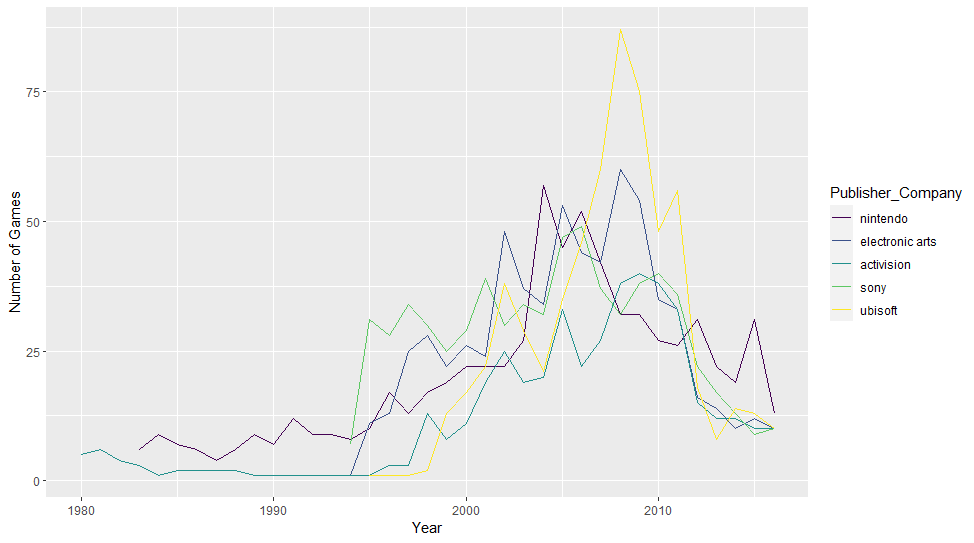 75
50
25
0
Number of Games
1980
1990
2000
2010
Year
Publisher_Company
nintendo
electronic arts
activision
sony
ubisoft